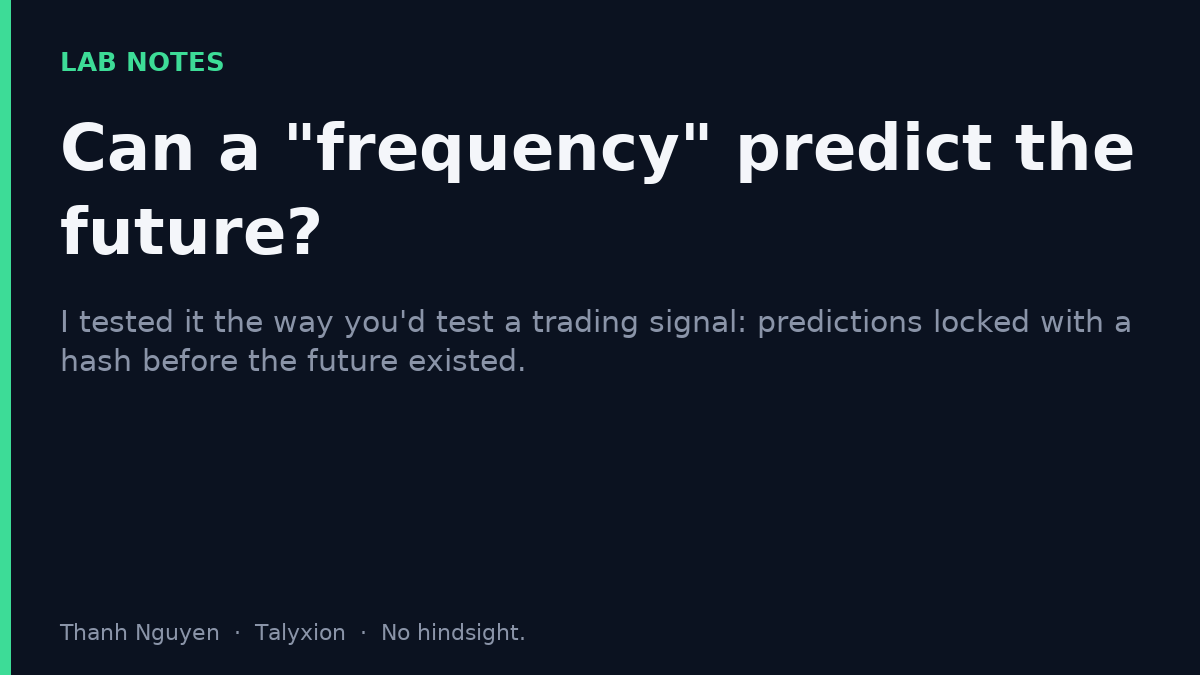 LAB NOTES
Can a "frequency" predict the
future?
I tested it the way you'd test a trading signal: predictions locked with a
hash before the future existed.
Thanh Nguyen · Talyxion · No hindsight.